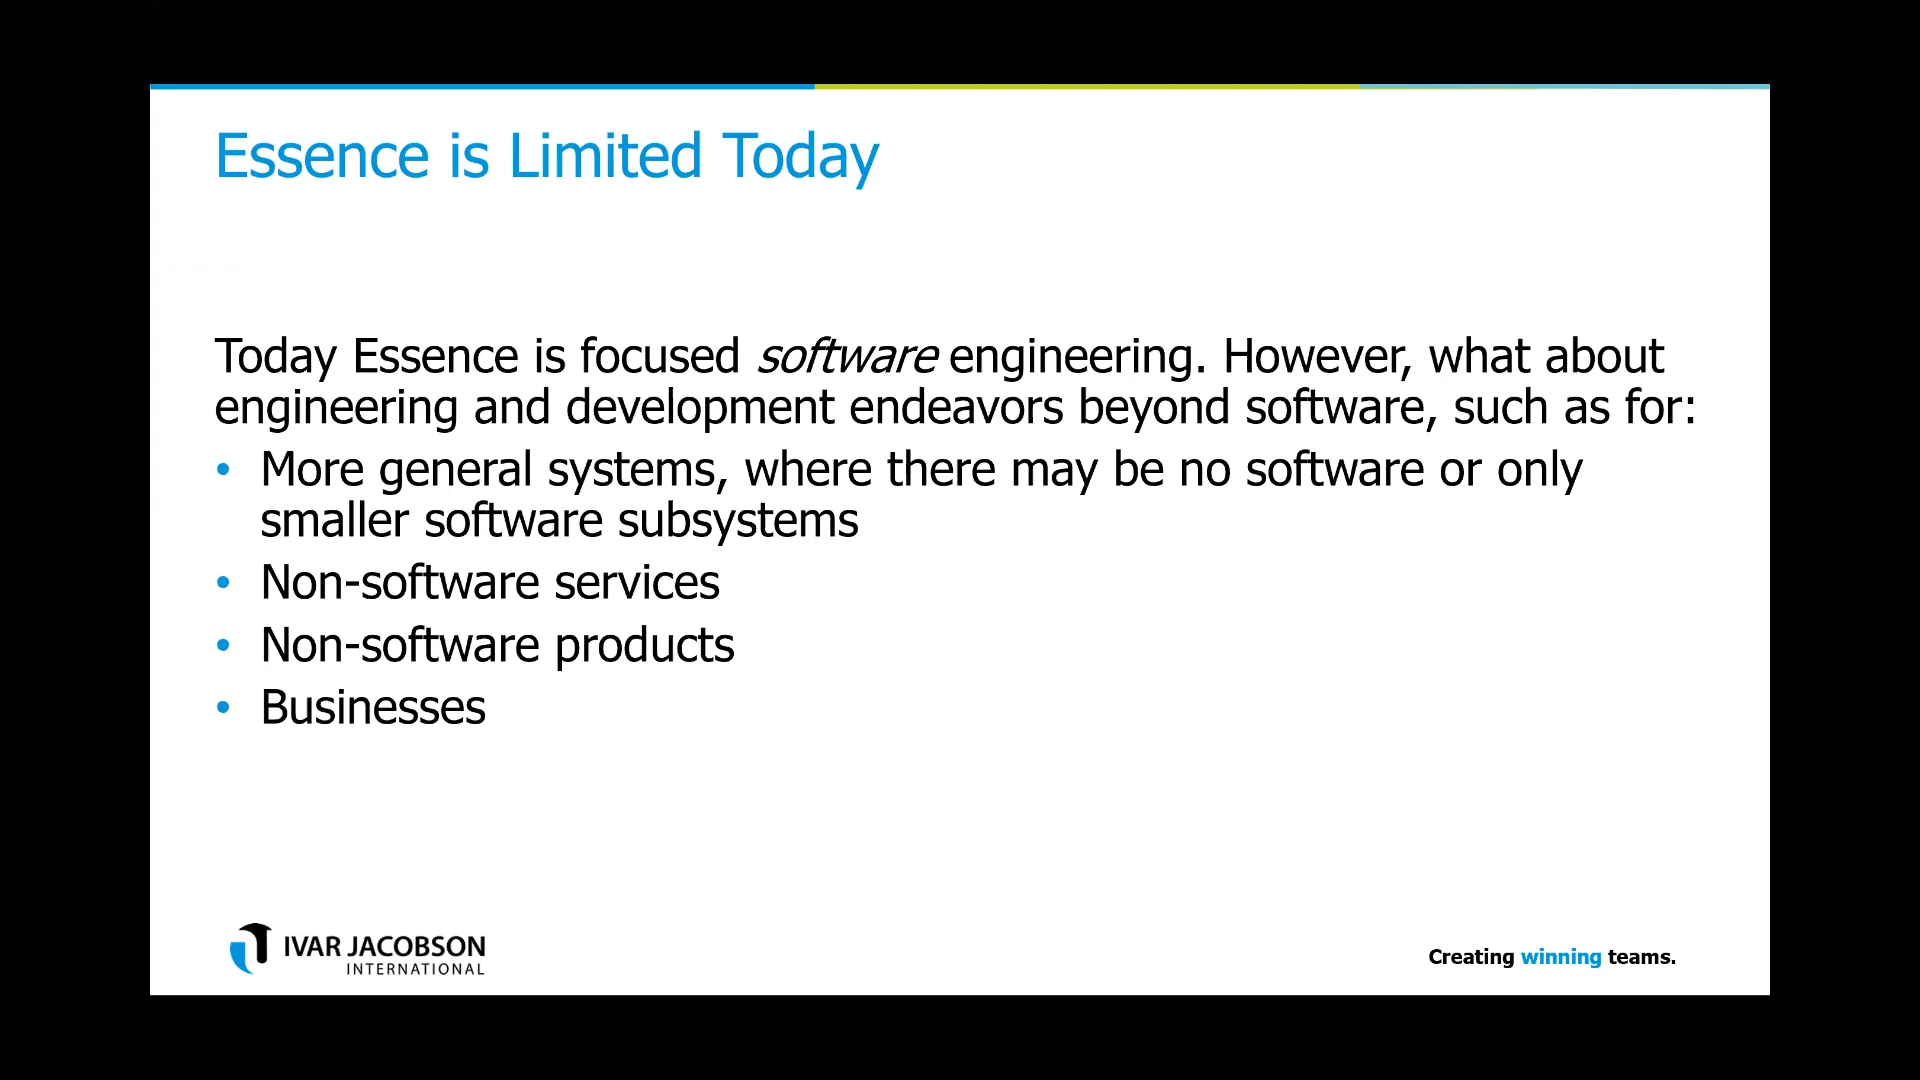 Essence is Limited Today
Today Essence is focused software engineering. However, what about
engineering and development endeavors beyond software, such as for:
• More general systems, where there may be no software or only
smaller software subsystems
• Non-software services
• Non-software products
• Businesses
IVAR JACOBSON
INTERNATIONAL
Creating winning teams.